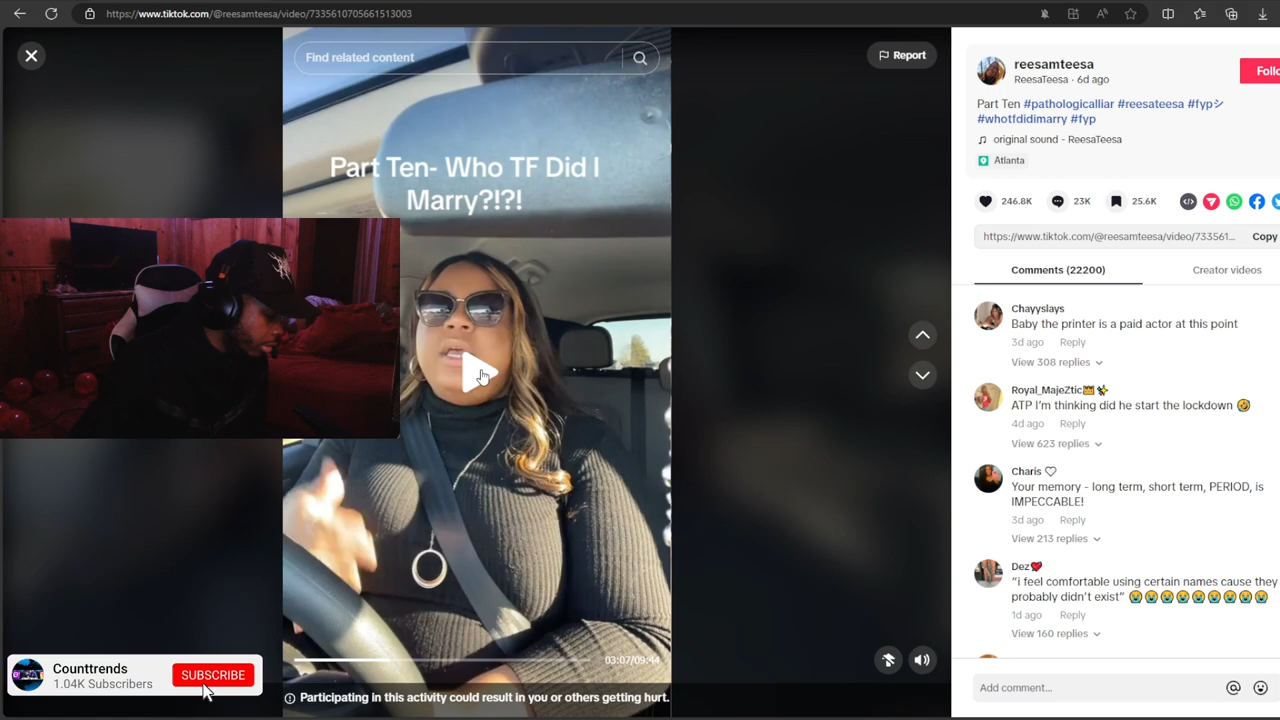 https://www.tiktok.com/@reesamteesa/video/7335610705661513003
Find related content
Report
Part Ten- Who TF Did I
Marry?!?!
03:07/09:44
Participating in this activity could result in you or others getting hurt.
Counttrends
1.04K Subscribers
SUBSCRIBE
reesamteesa
ReesaTeesa · 6d ago
Follo
Part Ten #pathologicalliar #reesateesa #fypシ
#whotfdidimarry #fyp
original sound - ReesaTeesa
Atlanta
246.8K
23K
25.6K
https://www.tiktok.com/@reesamteesa/video/733561...
Copy
Comments (22200)
Creator videos
Chayyslays
Baby the printer is a paid actor at this point
3d ago Reply
View 308 replies
Royal_MajeZtic👑🌟
ATP I'm thinking did he start the lockdown 🤣
4d ago Reply
View 623 replies
Charis ♡
Your memory - long term, short term, PERIOD, is
IMPECCABLE!
3d ago Reply
View 213 replies
Dez❤️
“i feel comfortable using certain names cause they
probably didn't exist” 😭😭😭😭😭😭😭😭😭
1d ago Reply
View 160 replies
Add comment...